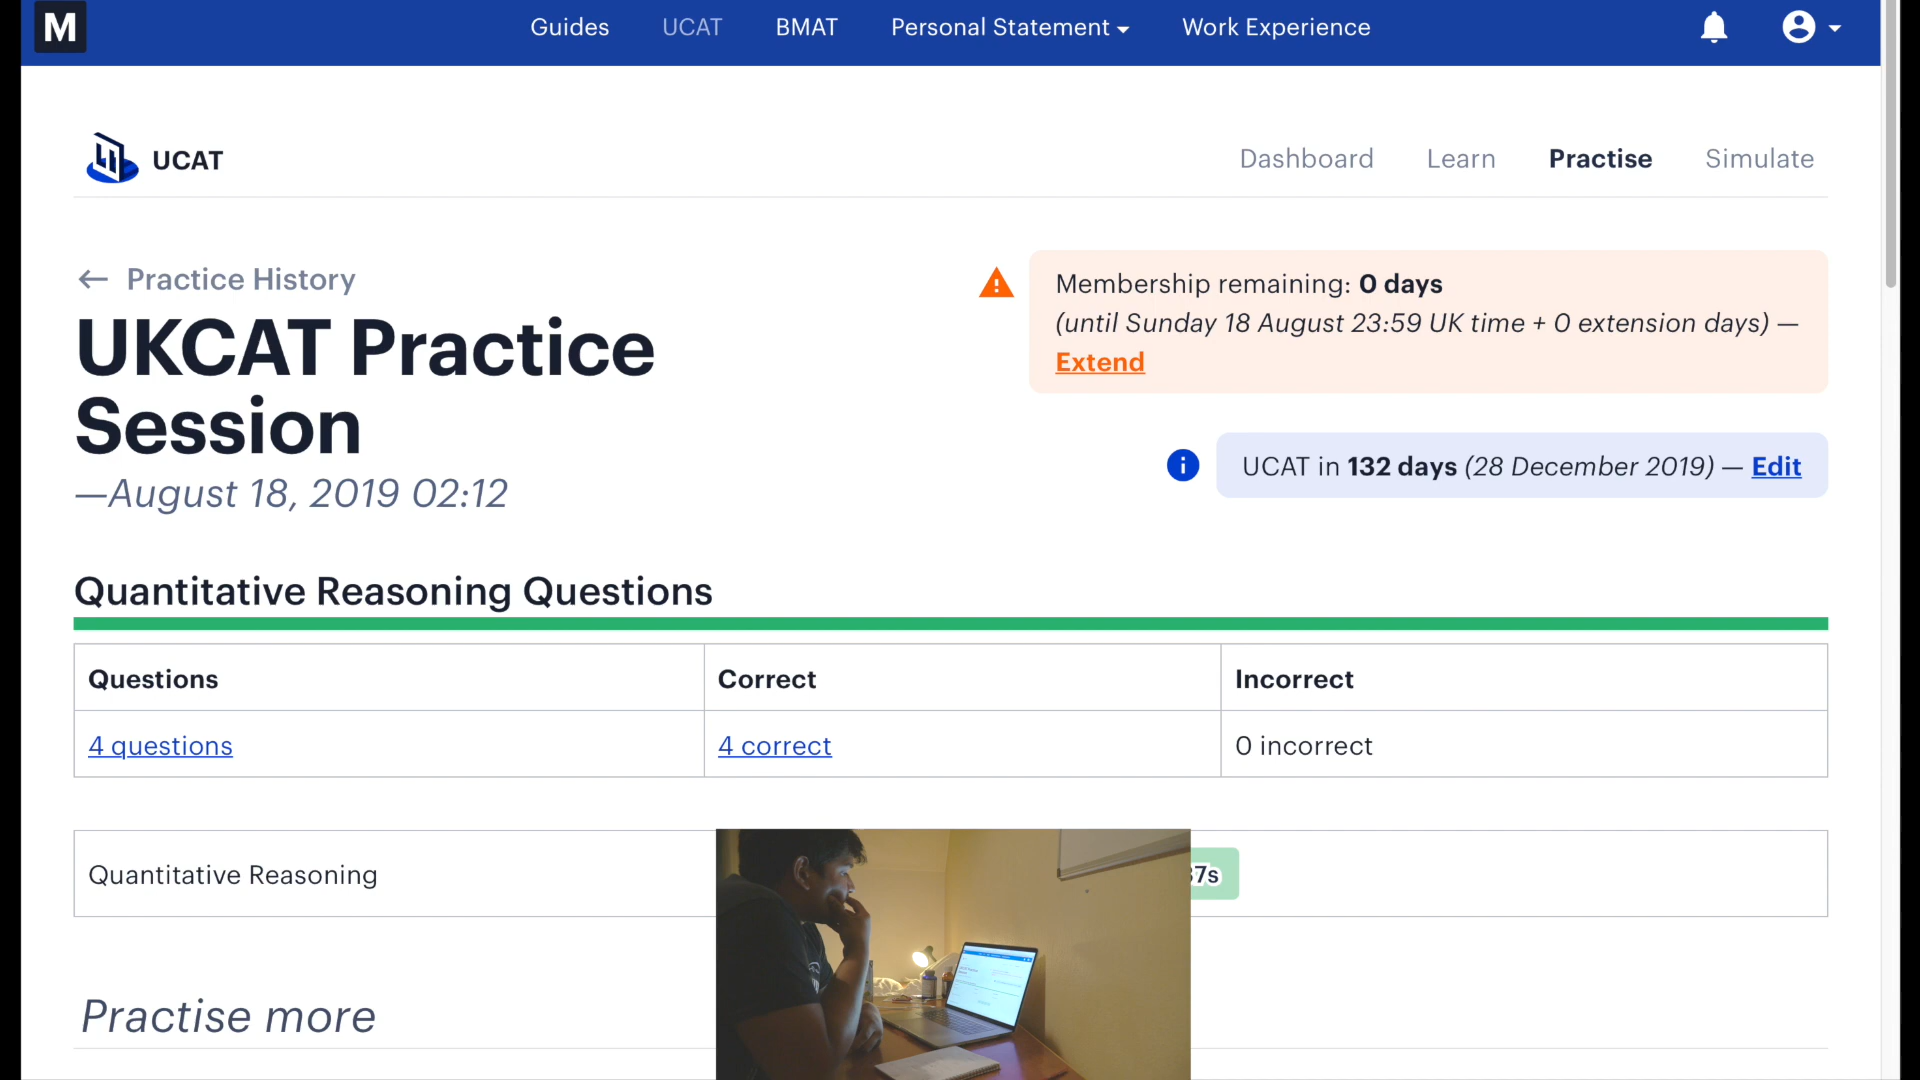 M
Guides UCAT BMAT Personal Statement Work Experience
UCAT
Dashboard Learn Practise Simulate
← Practice History
UKCAT Practice
Session
—August 18, 2019 02:12
Membership remaining: 0 days
(until Sunday 18 August 23:59 UK time + 0 extension days) —
Extend
UCAT in 132 days (28 December 2019) — Edit
Quantitative Reasoning Questions
Questions Correct Incorrect
4 questions 4 correct 0 incorrect
Quantitative Reasoning 7s
Practise more